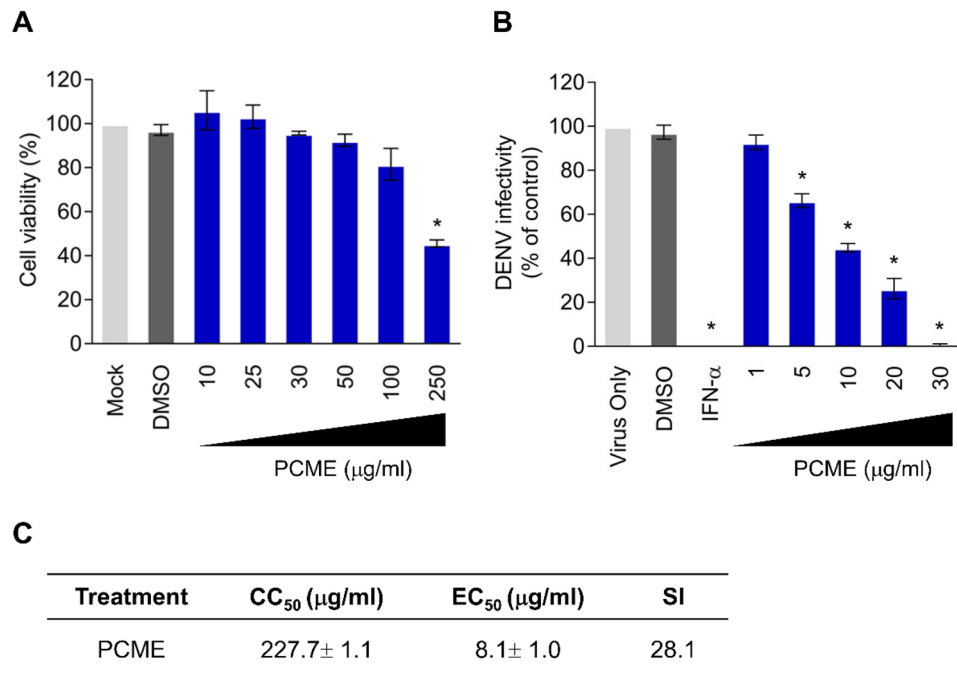 A
Cell viability (%)
120
100
80
60
40
20
0
*
Mock
DMSO
10
25
30
50
100
250
PCME (μg/ml)
B
DENV infectivity
(% of control)
120
100
80
60
40
20
0
*
*
*
*
*
Virus Only
DMSO
IFN-α
1
5
10
20
30
PCME (μg/ml)
C
Treatment CC50 (μg/ml) EC50 (μg/ml) SI
PCME 227.7± 1.1 8.1± 1.0 28.1